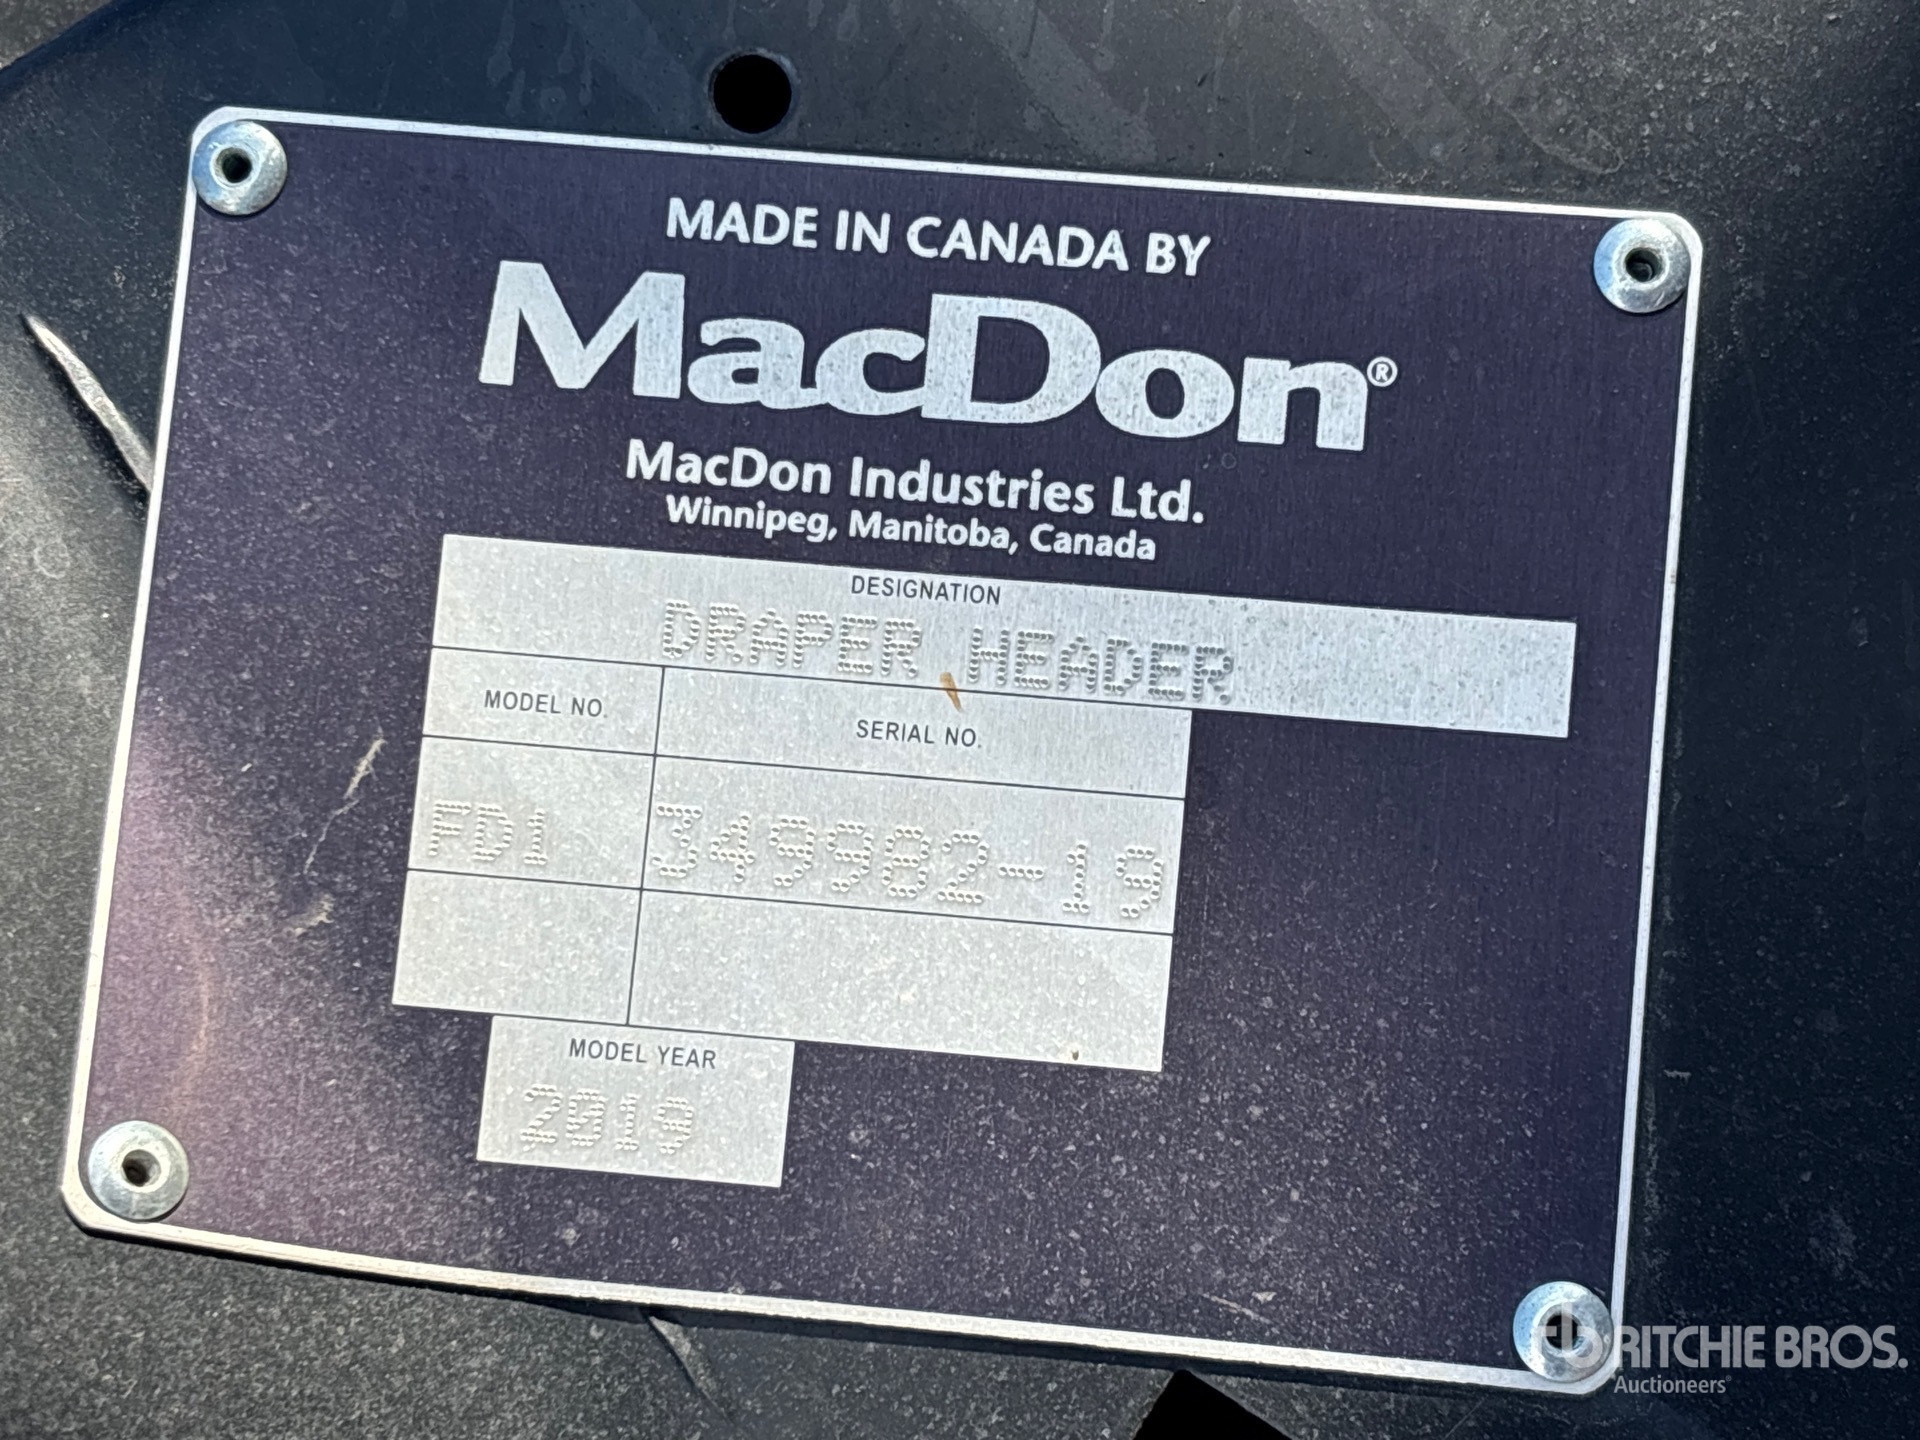 MADE IN CANADA BY
MacDon®
MacDon Industries Ltd.
Winnipeg, Manitoba, Canada
DESIGNATION
DRAPER HEADER
MODEL NO. SERIAL NO.
FD1 349982-19
MODEL YEAR
2019
rb RITCHIE BROS.
Auctioneers